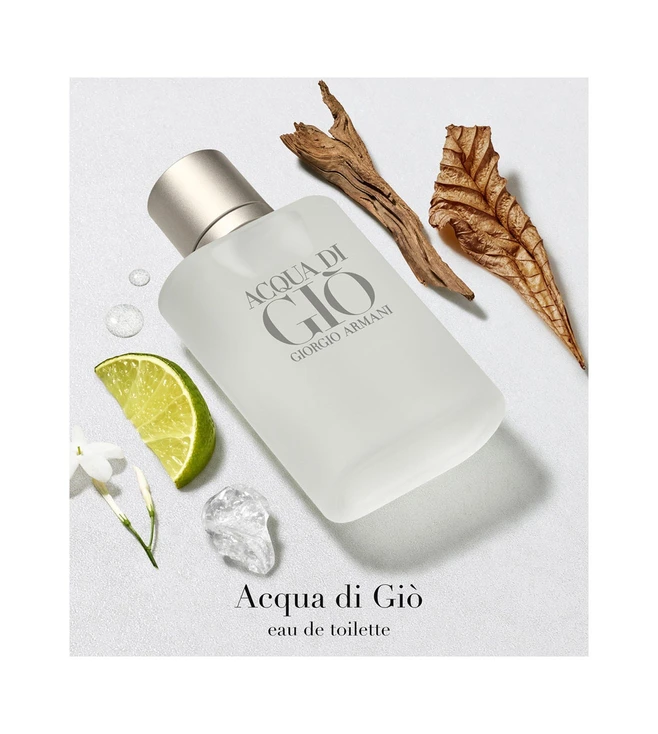 ACQUA DI
GIÒ
GIORGIO ARMANI
Acqua di Giò
eau de toilette